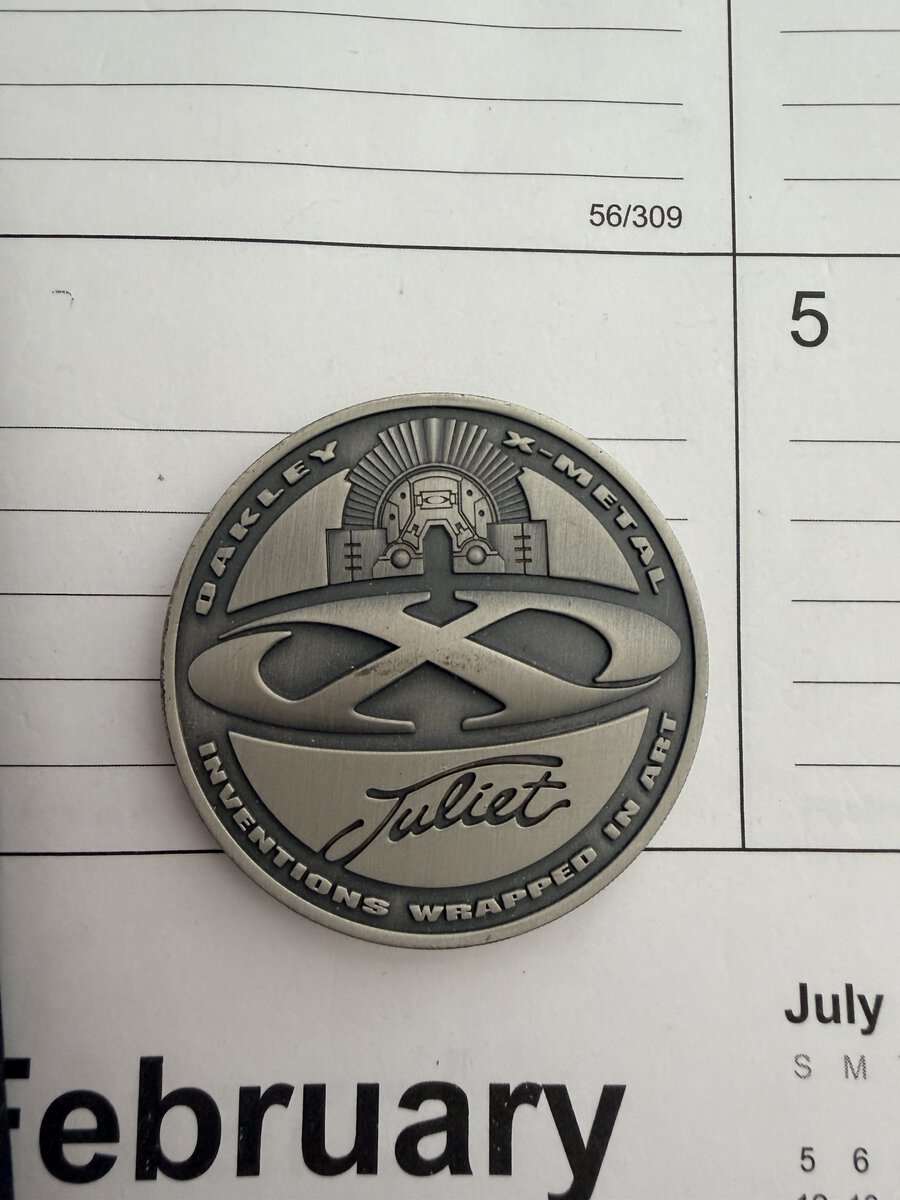 56/309
5
OAKLEY X-METAL
Juliet
INVENTIONS WRAPPED IN ART
July
S M
February
5 6